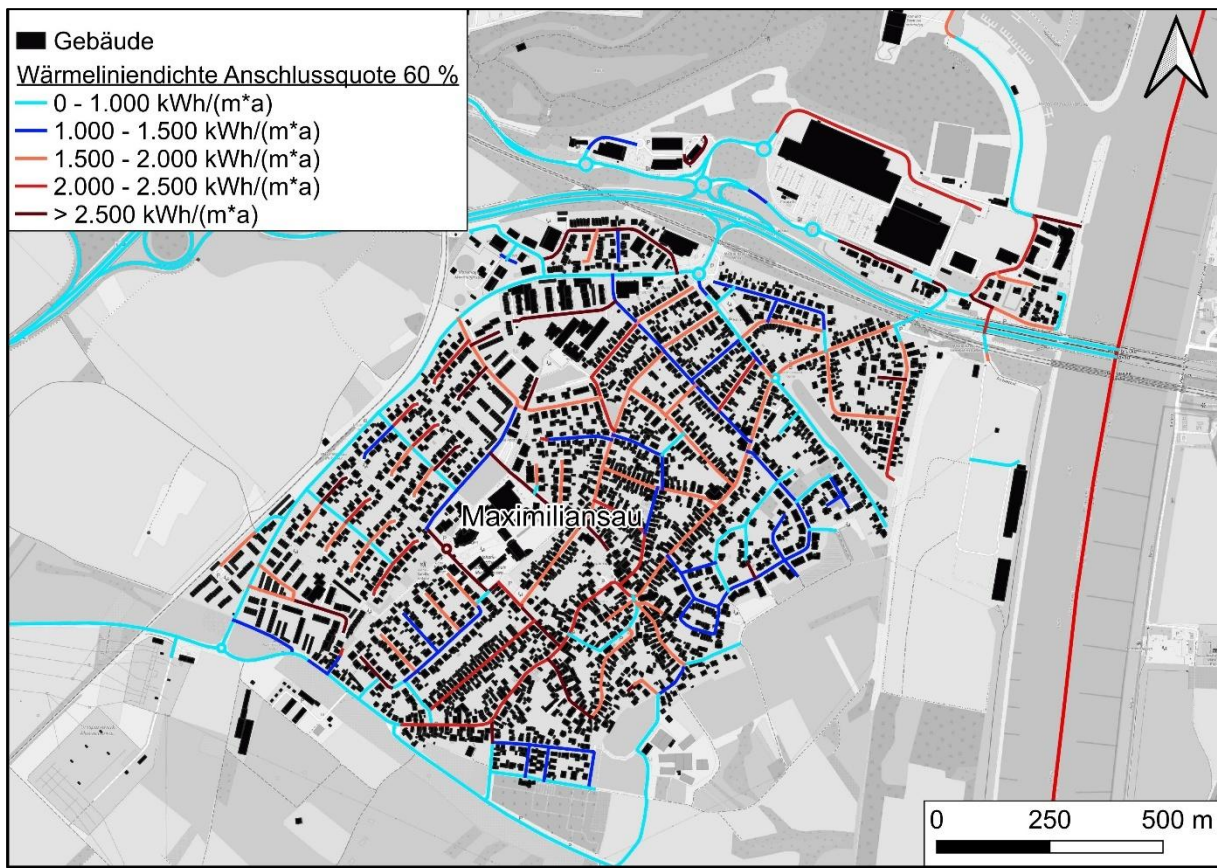 Gebäude
Wärmeliniendichte Anschlussquote 60 %
0 - 1.000 kWh/(m*a)
1.000 - 1.500 kWh/(m*a)
1.500 - 2.000 kWh/(m*a)
2.000 - 2.500 kWh/(m*a)
> 2.500 kWh/(m*a)
Maximiliansau
0 250 500 m